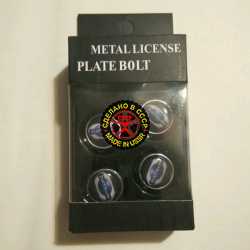 METAL LICENSE
PLATE BOLT
СДЕЛАНО В СССР
MADE IN USSR